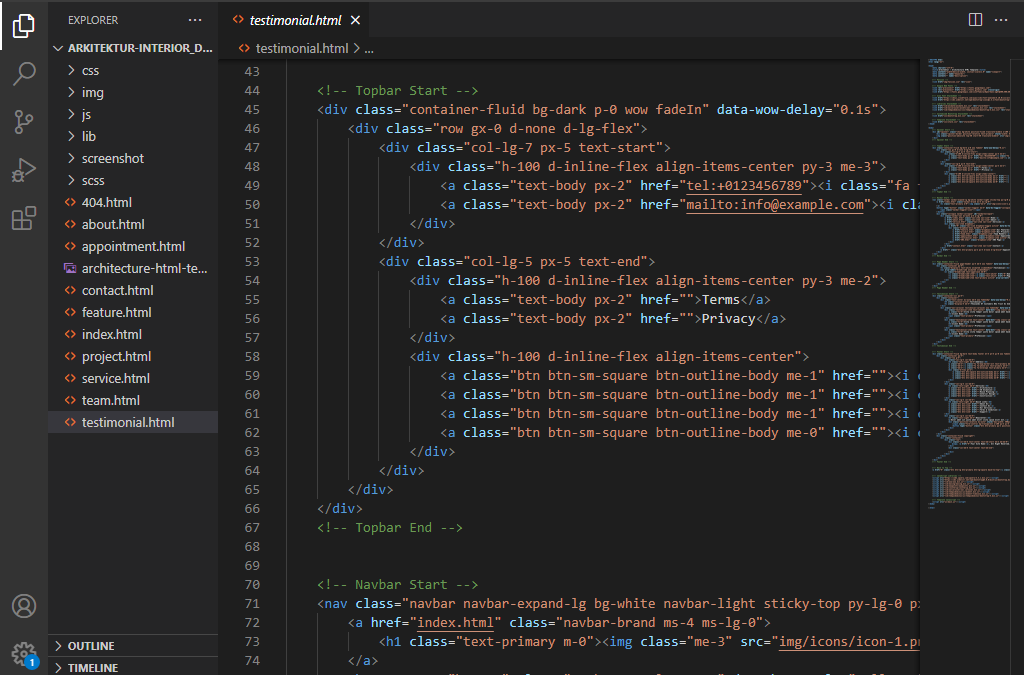 EXPLORER
ARKITEKTUR-INTERIOR_D...
css
img
js
lib
screenshot
scss
404.html
about.html
appointment.html
architecture-html-te...
contact.html
feature.html
index.html
project.html
service.html
team.html
testimonial.html
OUTLINE
TIMELINE
1
testimonial.html
testimonial.html > ...
43
44 <!-- Topbar Start -->
45 <div class="container-fluid bg-dark p-0 wow fadeIn" data-wow-delay="0.1s">
46 <div class="row gx-0 d-none d-lg-flex">
47 <div class="col-lg-7 px-5 text-start">
48 <div class="h-100 d-inline-flex align-items-center py-3 me-3">
49 <a class="text-body px-2" href="tel:+0123456789"><i class="fa
50 <a class="text-body px-2" href="mailto:info@example.com"><i cla
51 </div>
52 </div>
53 <div class="col-lg-5 px-5 text-end">
54 <div class="h-100 d-inline-flex align-items-center py-3 me-2">
55 <a class="text-body px-2" href="">Terms</a>
56 <a class="text-body px-2" href="">Privacy</a>
57 </div>
58 <div class="h-100 d-inline-flex align-items-center">
59 <a class="btn btn-sm-square btn-outline-body me-1" href=""><i
60 <a class="btn btn-sm-square btn-outline-body me-1" href=""><i
61 <a class="btn btn-sm-square btn-outline-body me-1" href=""><i
62 <a class="btn btn-sm-square btn-outline-body me-0" href=""><i
63 </div>
64 </div>
65 </div>
66 </div>
67 <!-- Topbar End -->
68
69
70 <!-- Navbar Start -->
71 <nav class="navbar navbar-expand-lg bg-white navbar-light sticky-top py-lg-0 p
72 <a href="index.html" class="navbar-brand ms-4 ms-lg-0">
73 <h1 class="text-primary m-0"><img class="me-3" src="img/icons/icon-1.p
74 </a>